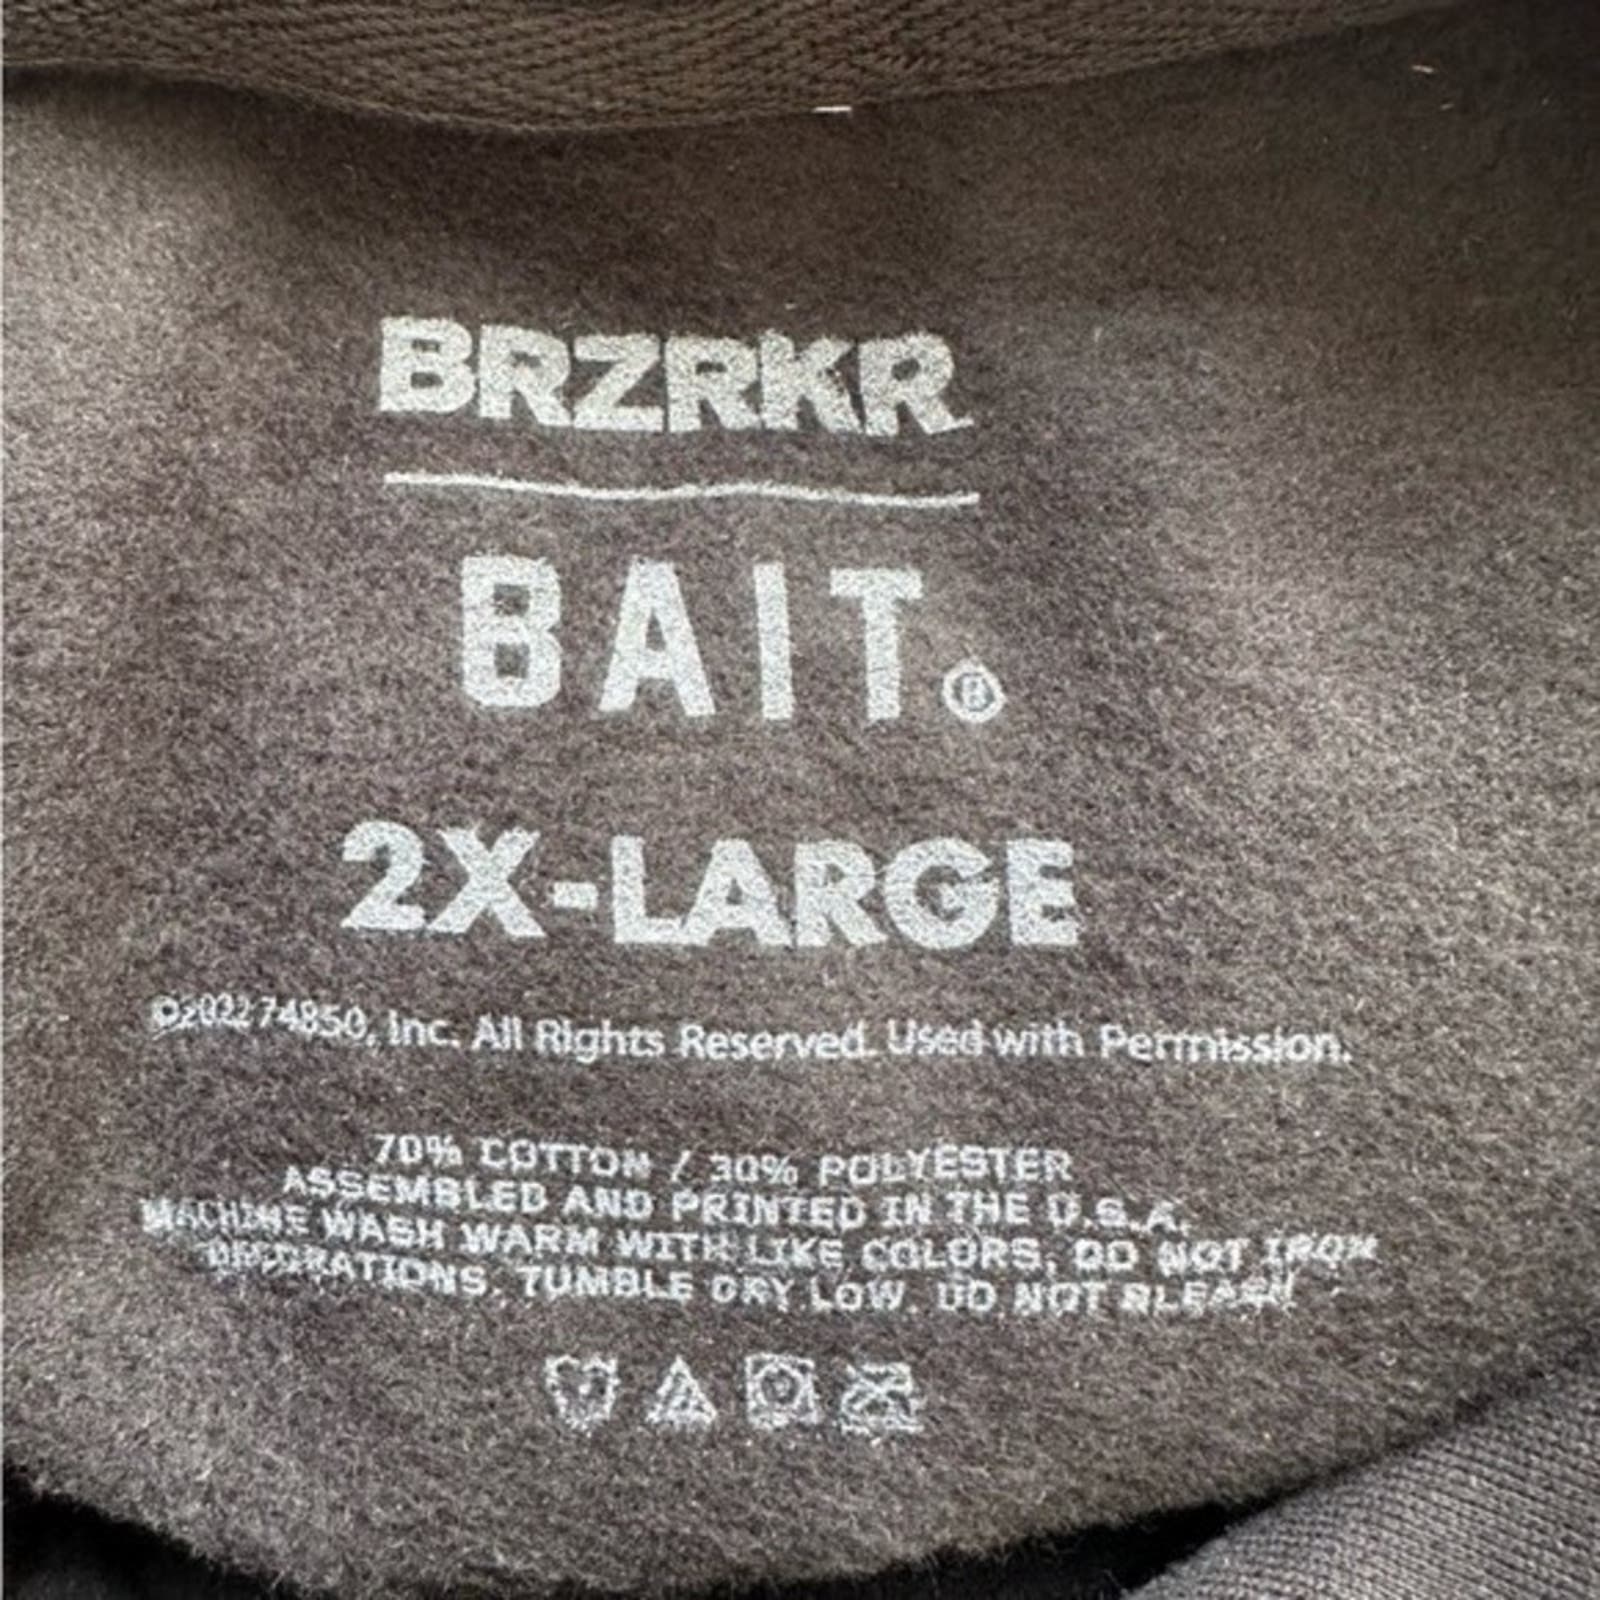 BRZRKR
BAIT®
2X-LARGE
©2022 74850, Inc. All Rights Reserved. Used with Permission.
70% COTTON / 30% POLYESTER
ASSEMBLED AND PRINTED IN THE U.S.A.
MACHINE WASH WARM WITH LIKE COLORS. DO NOT IRON
DECORATIONS. TUMBLE DRY LOW. DO NOT BLEACH